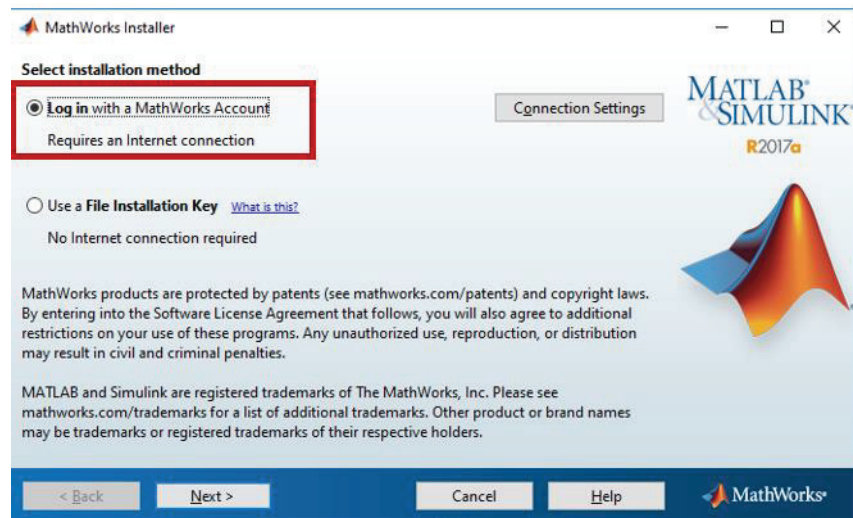 MathWorks Installer
Select installation method
Log in with a MathWorks Account
Connection Settings
Requires an Internet connection
Use a File Installation Key What is this?
No Internet connection required
MATLAB®
&SIMULINK®
R2017a
MathWorks products are protected by patents (see mathworks.com/patents) and copyright laws.
By entering into the Software License Agreement that follows, you will also agree to additional
restrictions on your use of these programs. Any unauthorized use, reproduction, or distribution
may result in civil and criminal penalties.
MATLAB and Simulink are registered trademarks of The MathWorks, Inc. Please see
mathworks.com/trademarks for a list of additional trademarks. Other product or brand names
may be trademarks or registered trademarks of their respective holders.
< Back Next > Cancel Help MathWorks®